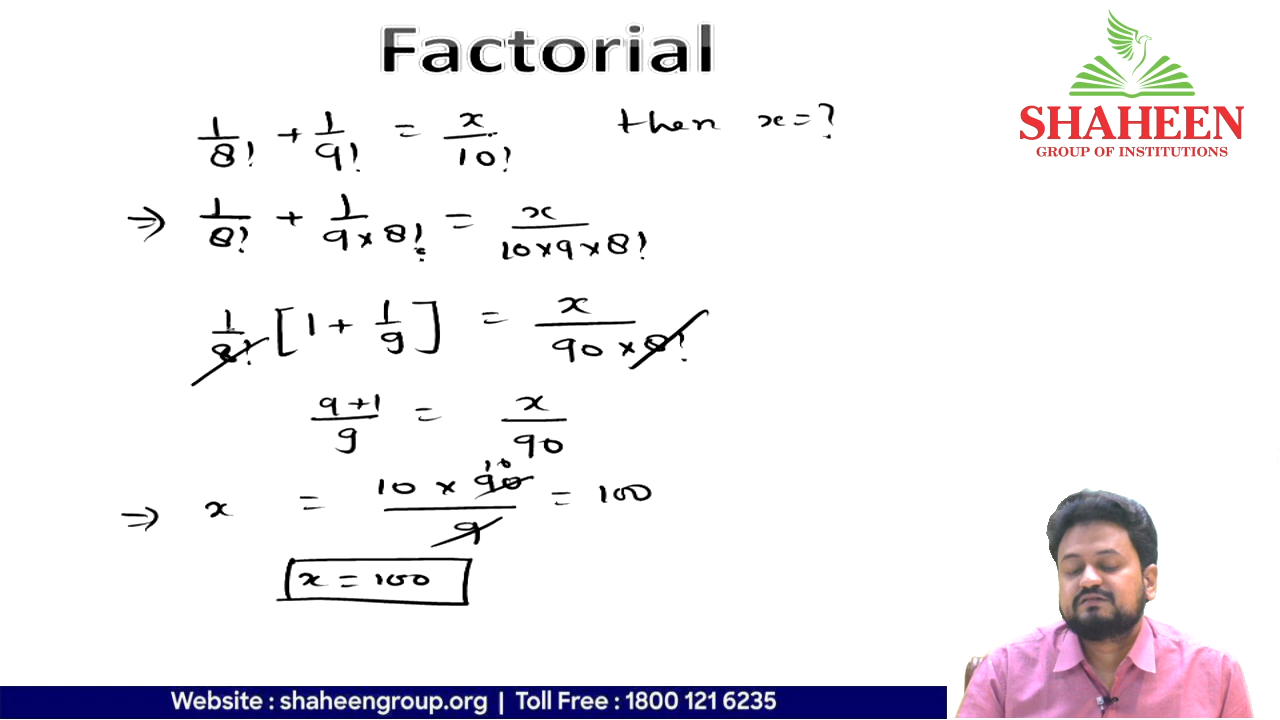 Factorial
SHAHEEN
GROUP OF INSTITUTIONS
1/8! + 1/9! = x/10! then x = ?
⇒ 1/8! + 1/9×8! = x/10×9×8!
1/8! [1 + 1/9] = x/90×8!
9+1/9 = x/90
⇒ x = 10 × 90/9 = 100
10
x = 100
Website : shaheengroup.org | Toll Free : 1800 121 6235